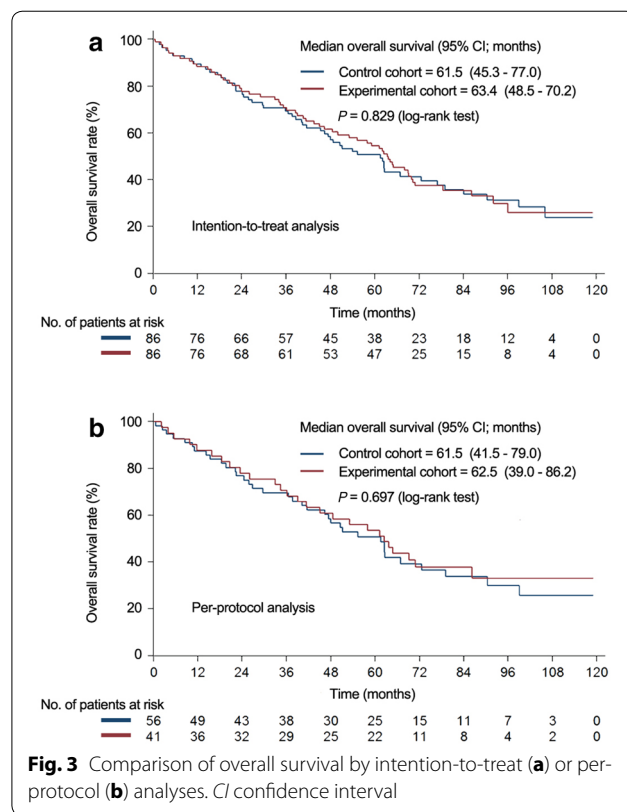 a
Median overall survival (95% CI; months)
Control cohort = 61.5 (45.3 - 77.0)
Experimental cohort = 63.4 (48.5 - 70.2)
P = 0.829 (log-rank test)
Overall survival rate (%)
100
80
60
40
20
0
Intention-to-treat analysis
0 12 24 36 48 60 72 84 96 108 120
Time (months)
No. of patients at risk
86 76 66 57 45 38 23 18 12 4 0
86 76 68 61 53 47 25 15 8 4 0
b
Median overall survival (95% CI; months)
Control cohort = 61.5 (41.5 - 79.0)
Experimental cohort = 62.5 (39.0 - 86.2)
P = 0.697 (log-rank test)
Overall survival rate (%)
100
80
60
40
20
0
Per-protocol analysis
0 12 24 36 48 60 72 84 96 108 120
Time (months)
No. of patients at risk
56 49 43 38 30 25 15 11 7 3 0
41 36 32 29 25 22 11 8 4 2 0
Fig. 3 Comparison of overall survival by intention-to-treat (a) or per-
protocol (b) analyses. CI confidence interval